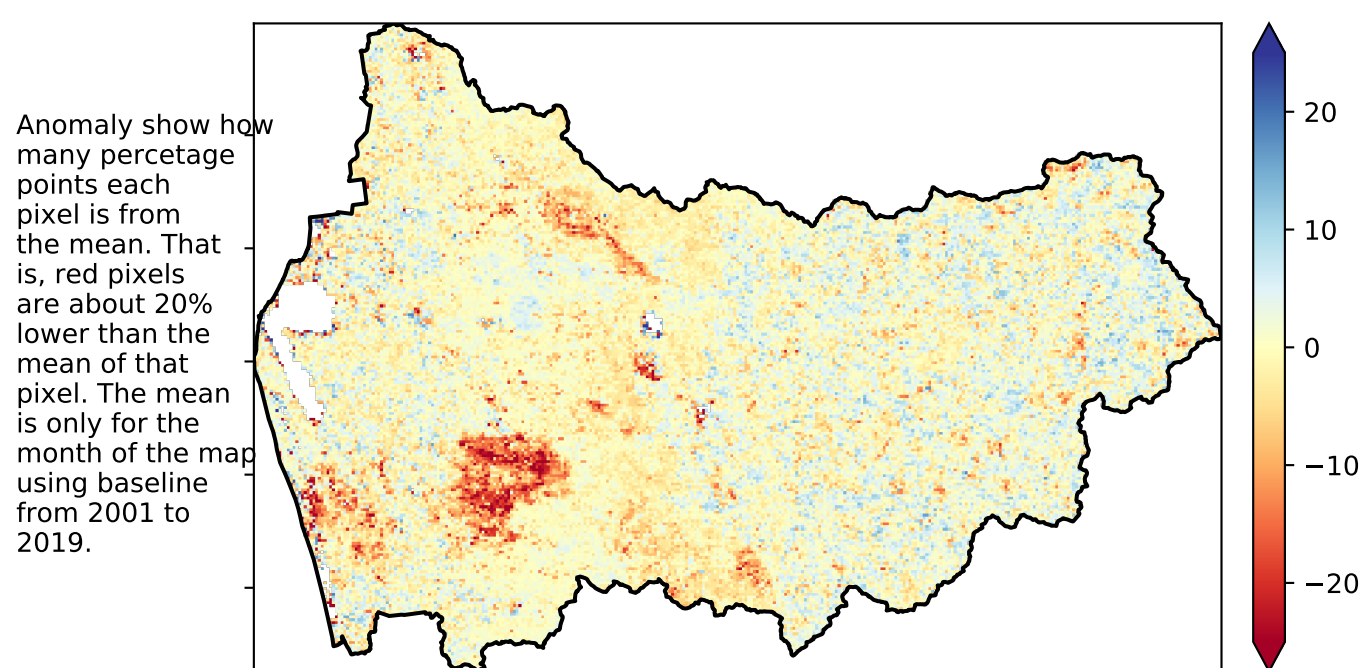 Anomaly show how
many percetage
points each
pixel is from
the mean. That
is, red pixels
are about 20%
lower than the
mean of that
pixel. The mean
is only for the
month of the map
using baseline
from 2001 to
2019.
20
10
0
−10
−20